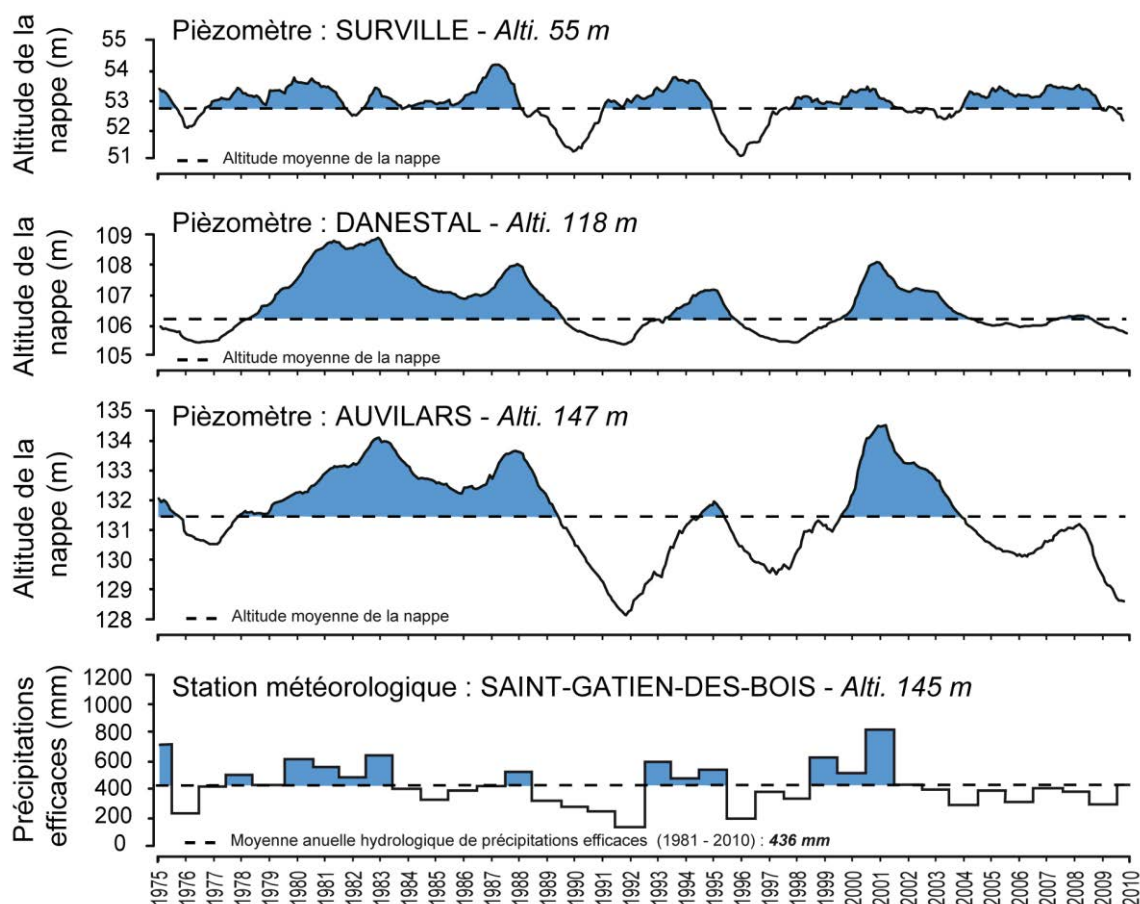 Pièzomètre : SURVILLE - Alti. 55 m
Altitude de la
nappe (m)
55
54
53
52
51
Altitude moyenne de la nappe
Pièzomètre : DANESTAL - Alti. 118 m
Altitude de la
nappe (m)
109
108
107
106
105
Altitude moyenne de la nappe
Pièzomètre : AUVILARS - Alti. 147 m
Altitude de la
nappe (m)
135
134
133
132
131
130
129
128
Altitude moyenne de la nappe
Station météorologique : SAINT-GATIEN-DES-BOIS - Alti. 145 m
Précipitations
efficaces (mm)
1200
1000
800
600
400
200
0
Moyenne anuelle hydrologique de précipitations efficaces (1981 - 2010) : 436 mm
1975 1976 1977 1978 1979 1980 1981 1982 1983 1984 1985 1986 1987 1988 1989 1990 1991 1992 1993 1994 1995 1996 1997 1998 1999 2000 2001 2002 2003 2004 2005 2006 2007 2008 2009 2010